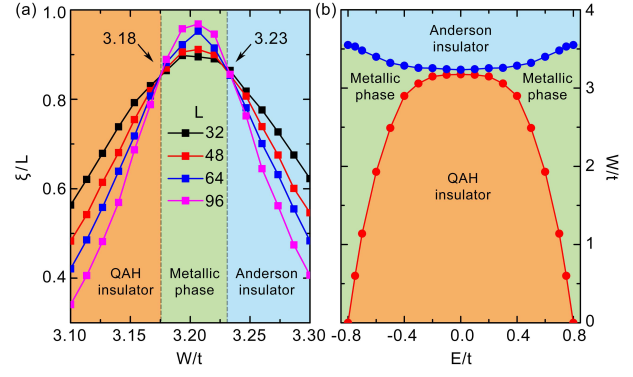 (a)
3.18
3.23
L
32
48
64
96
QAH
insulator
Metallic
phase
Anderson
insulator
ξ/L
1.0
0.8
0.6
0.4
3.10
3.15
3.20
3.25
3.30
W/t
(b)
Anderson
insulator
Metallic
phase
Metallic
phase
QAH
insulator
4
3
2
1
0
W/t
-0.8
-0.4
0.0
0.4
0.8
E/t